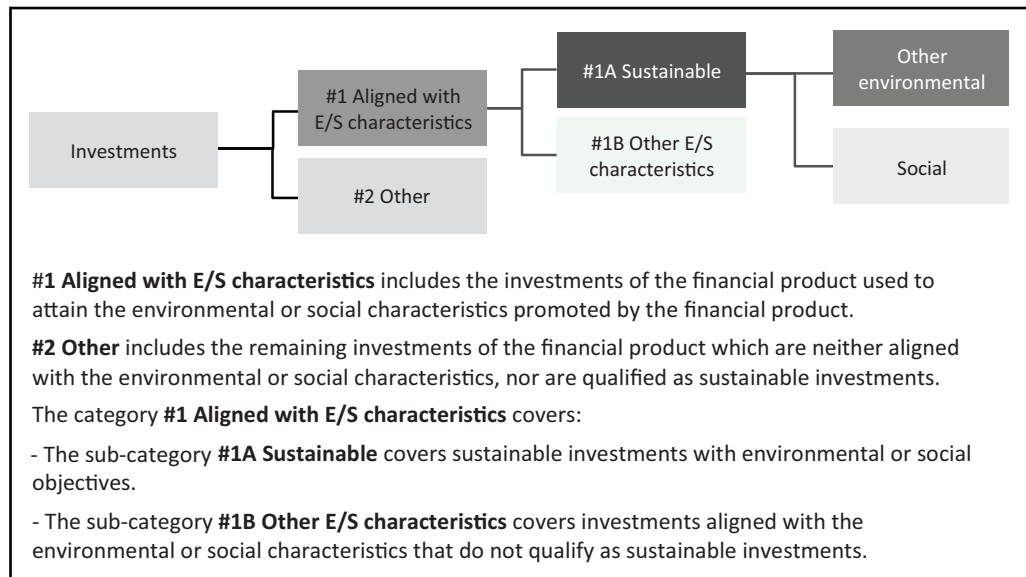 Investments
#1 Aligned with
E/S characteristics
#2 Other
#1A Sustainable
#1B Other E/S
characteristics
Other
environmental
Social
#1 Aligned with E/S characteristics includes the investments of the financial product used to
attain the environmental or social characteristics promoted by the financial product.
#2 Other includes the remaining investments of the financial product which are neither aligned
with the environmental or social characteristics, nor are qualified as sustainable investments.
The category #1 Aligned with E/S characteristics covers:
- The sub-category #1A Sustainable covers sustainable investments with environmental or social
objectives.
- The sub-category #1B Other E/S characteristics covers investments aligned with the
environmental or social characteristics that do not qualify as sustainable investments.